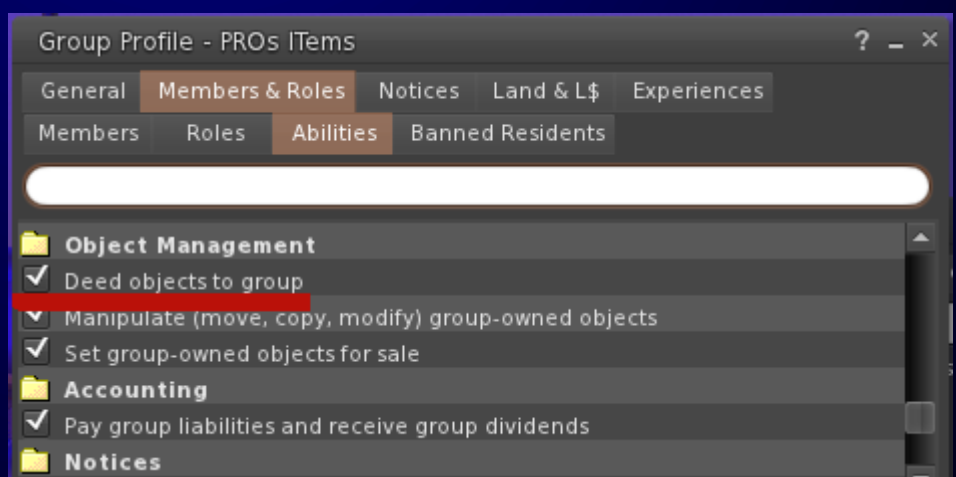 Group Profile - PROs ITems ? – ×
General Members & Roles Notices Land & L$ Experiences
Members Roles Abilities Banned Residents
Object Management
Deed objects to group
Manipulate (move, copy, modify) group-owned objects
Set group-owned objects for sale
Accounting
Pay group liabilities and receive group dividends
Notices